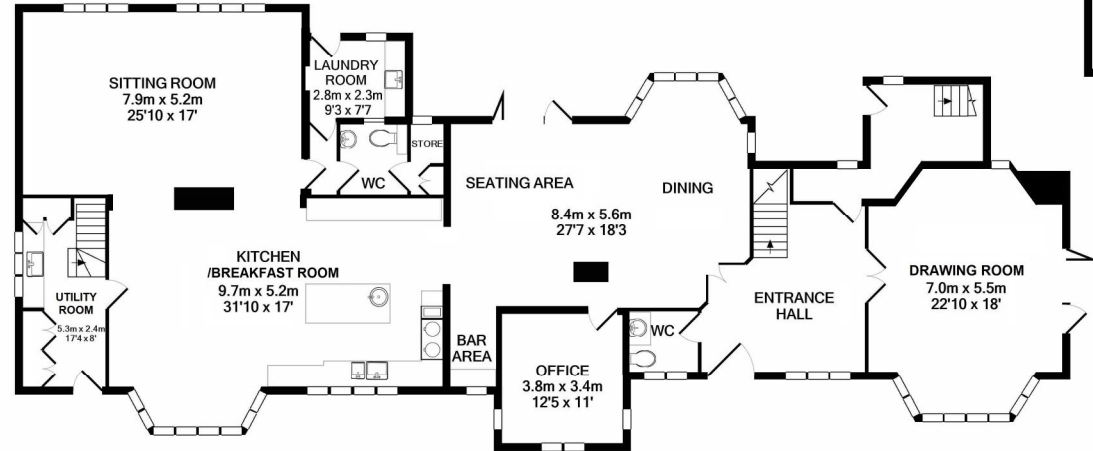 SITTING ROOM
7.9m x 5.2m
25'10 x 17'
LAUNDRY
ROOM
2.8m x 2.3m
9'3 x 7'7
STORE
WC
SEATING AREA
DINING
8.4m x 5.6m
27'7 x 18'3
KITCHEN
/BREAKFAST ROOM
9.7m x 5.2m
31'10 x 17'
UTILITY
ROOM
5.3m x 2.4m
17'4 x 8'
BAR
AREA
OFFICE
3.8m x 3.4m
12'5 x 11'
WC
ENTRANCE
HALL
DRAWING ROOM
7.0m x 5.5m
22'10 x 18'